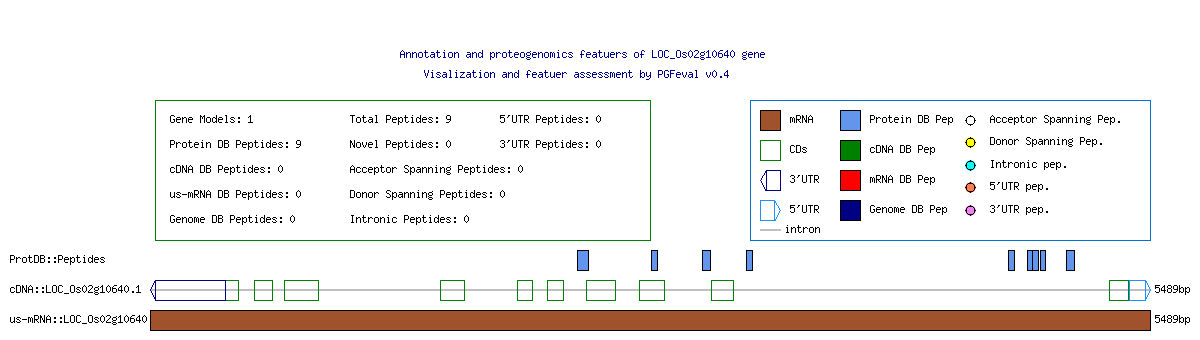 Annotation and proteogenomics featuers of LOC_Os02g10640 gene
Visalization and featuer assessment by PGFeval v0.4
Gene Models: 1
Total Peptides: 9
5'UTR Peptides: 0
Protein DB Peptides: 9
Novel Peptides: 0
3'UTR Peptides: 0
cDNA DB Peptides: 0
Acceptor Spanning Peptides: 0
us-mRNA DB Peptides: 0
Donor Spanning Peptides: 0
Genome DB Peptides: 0
Intronic Peptides: 0
mRNA
Protein DB Pep
Acceptor Spanning Pep.
CDs
cDNA DB Pep
Donor Spanning Pep.
3'UTR
mRNA DB Pep
Intronic pep.
5'UTR
Genome DB Pep
5'UTR pep.
3'UTR pep.
intron
ProtDB::Peptides
cDNA::LOC_Os02g10640.1
5489bp
us-mRNA::LOC_Os02g10640
5489bp